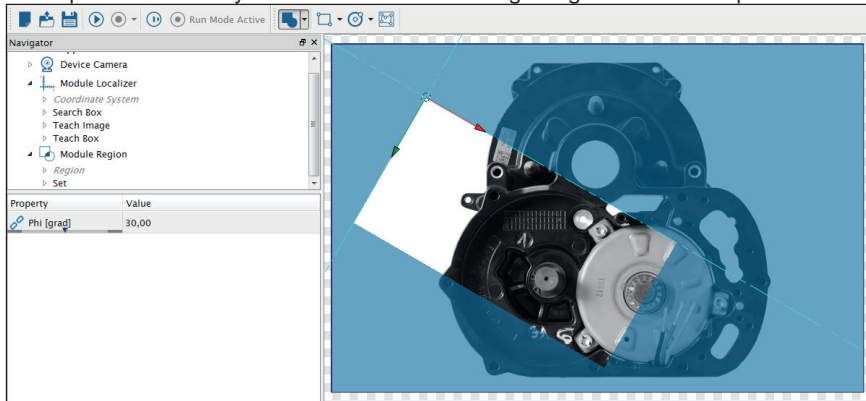 Run Mode Active
Navigator
Device Camera
Module Localizer
Coordinate System
Search Box
Teach Image
Teach Box
Module Region
Region
Set
Property Value
Phi [grad] 30,00